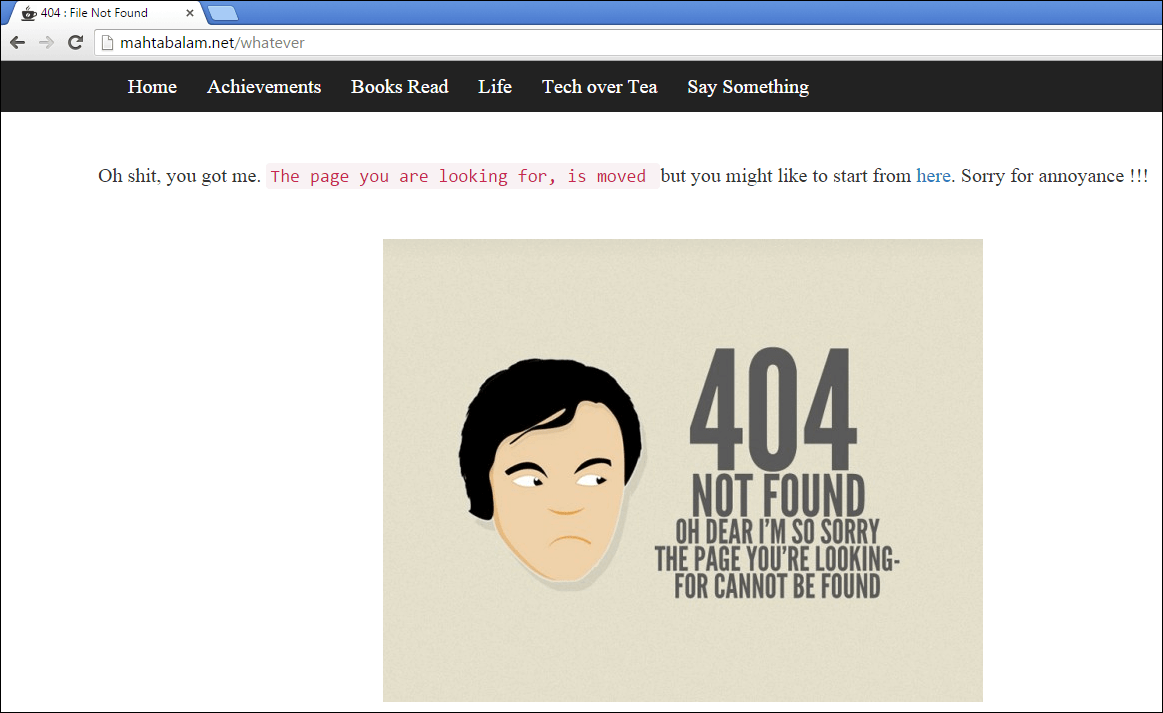 404 : File Not Found
mahtabalam.net/whatever
Home Achievements Books Read Life Tech over Tea Say Something
Oh shit, you got me. The page you are looking for, is moved but you might like to start from here. Sorry for annoyance !!!
404
NOT FOUND
OH DEAR I'M SO SORRY
THE PAGE YOU'RE LOOKING-
FOR CANNOT BE FOUND